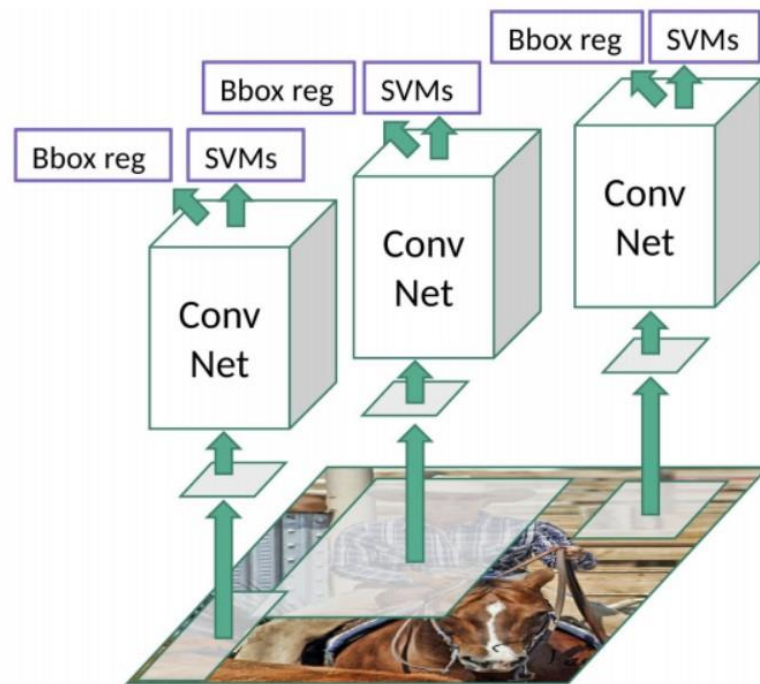 Bbox reg SVMs
Bbox reg SVMs
Bbox reg SVMs
Conv
Net
Conv
Net
Conv
Net